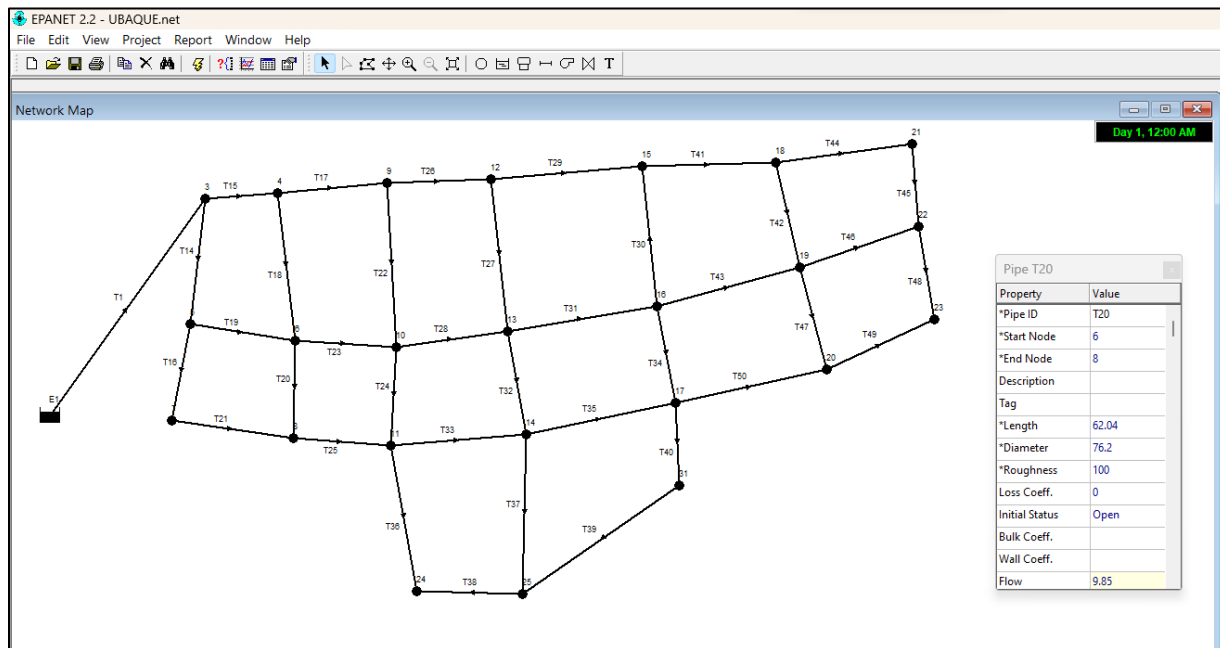 EPANET 2.2 - UBAQUE.net
File Edit View Project Report Window Help
T
Network Map
Day 1, 12:00 AM
21
18
T44
15
T41
12
T29
9
T26
4
T17
3
T15
T45
T42
22
T46
T14
T18
T22
T27
T30
T48
19
T43
T1
16
T31
23
T19
13
T28
6
10
T23
T47
T16
T20
T24
T32
T34
T49
20
T50
E1
17
T35
14
T21
8
T33
T25
11
T40
31
T36
T37
T39
24
T38
25
Pipe T20
Property Value
*Pipe ID T20
*Start Node 6
*End Node 8
Description
Tag
*Length 62.04
*Diameter 76.2
*Roughness 100
Loss Coeff. 0
Initial Status Open
Bulk Coeff.
Wall Coeff.
Flow 9.85